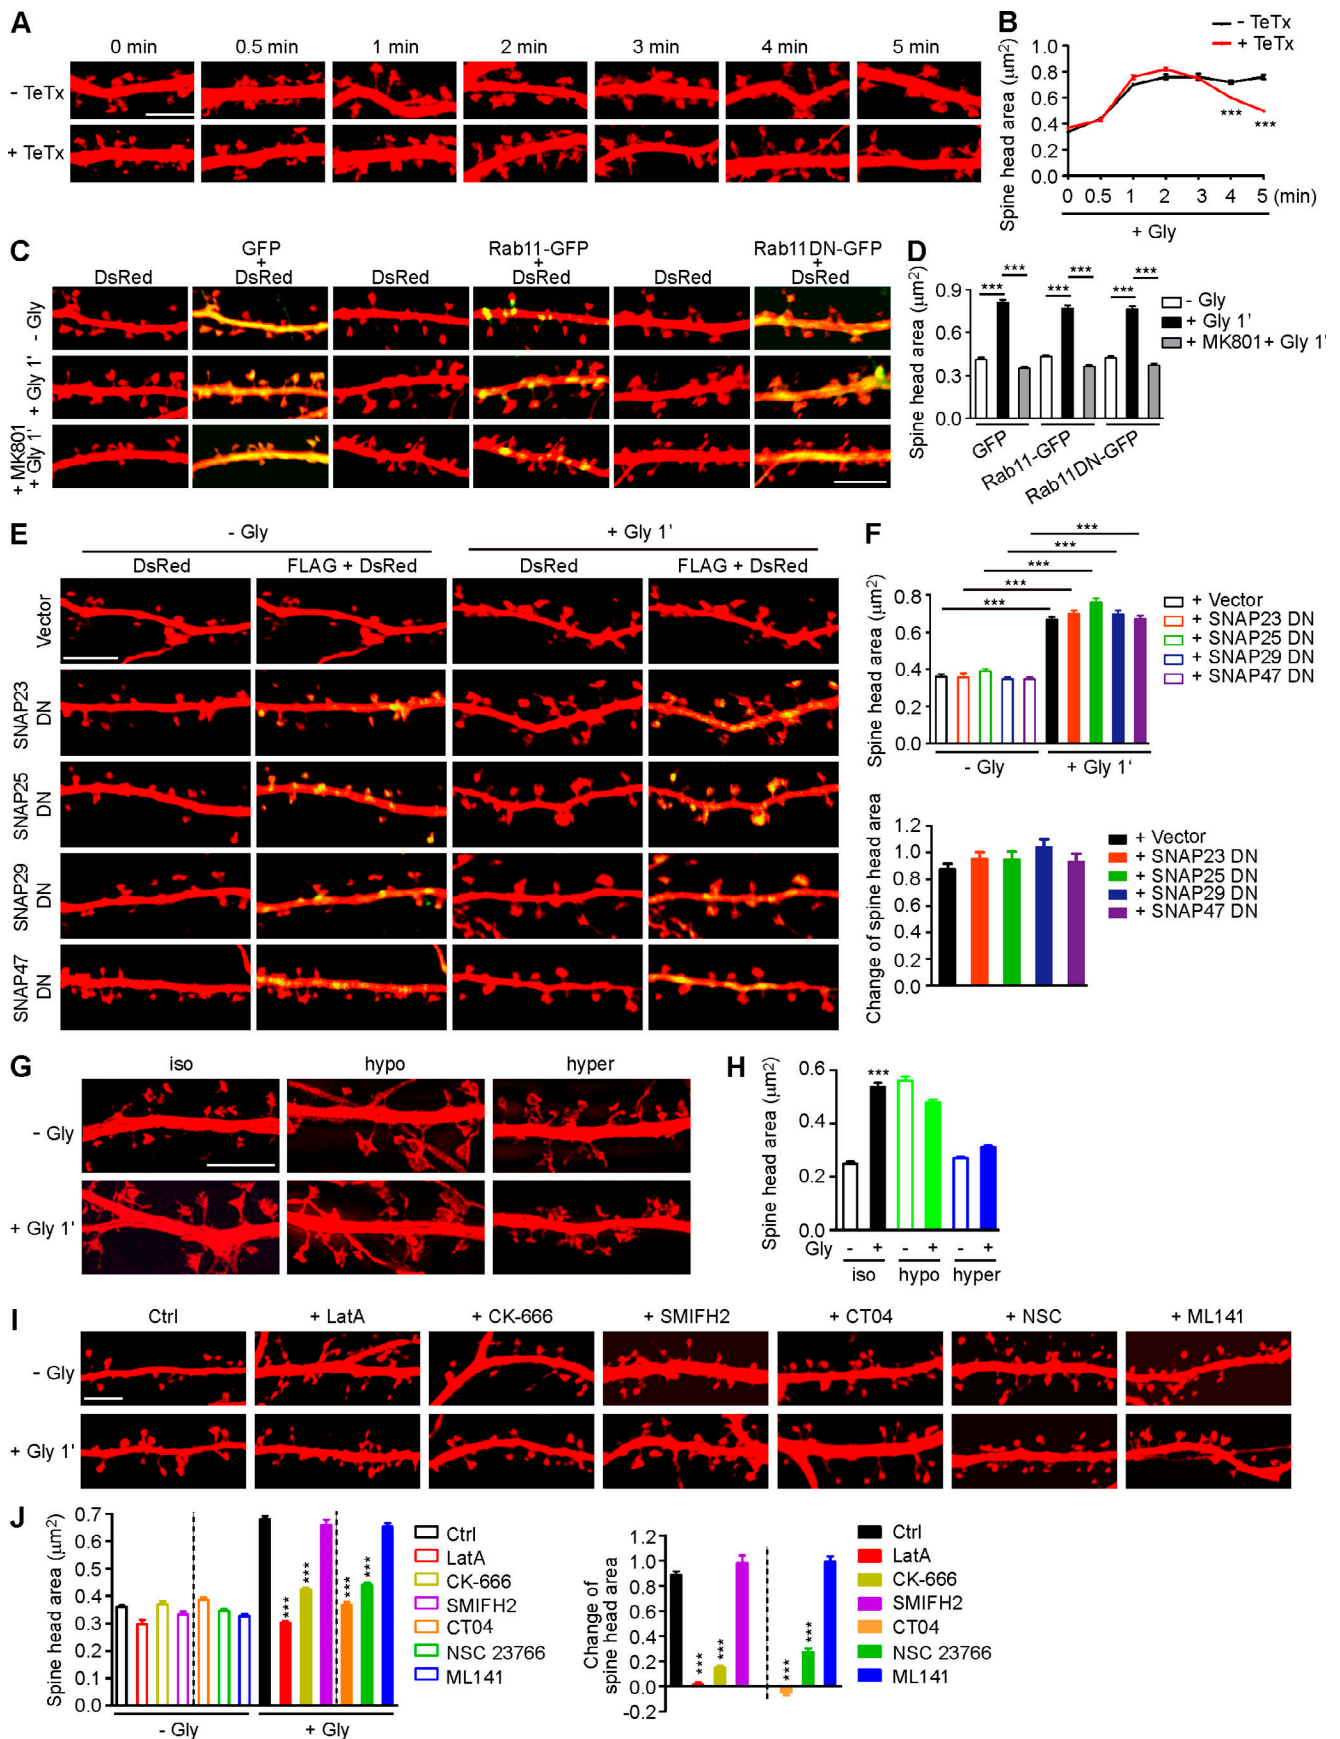 A
0 min 0.5 min 1 min 2 min 3 min 4 min 5 min
- TeTx
+ TeTx
B
- TeTx
+ TeTx
Spine head area (μm²)
1.0
0.8
0.6
0.4
0.2
0.0
***
***
0 0.5 1 2 3 4 5 (min)
+ Gly
C
GFP Rab11-GFP Rab11DN-GFP
+ + +
DsRed DsRed DsRed DsRed DsRed DsRed
- Gly
+ Gly 1'
+ MK801
+ Gly 1'
D
Spine head area (μm²)
0.9
0.6
0.3
0.0
*** *** ***
*** *** ***
- Gly
+ Gly 1'
+ MK801+ Gly 1'
GFP
Rab11-GFP
Rab11DN-GFP
E
- Gly + Gly 1'
DsRed FLAG + DsRed DsRed FLAG + DsRed
Vector
SNAP23
DN
SNAP25
DN
SNAP29
DN
SNAP47
DN
F
***
***
***
***
***
Spine head area (μm²)
0.8
0.6
0.4
0.2
0.0
- Gly + Gly 1'
+ Vector
+ SNAP23 DN
+ SNAP25 DN
+ SNAP29 DN
+ SNAP47 DN
Change of spine head area
1.2
1.0
0.8
0.6
0.4
0.2
0.0
+ Vector
+ SNAP23 DN
+ SNAP25 DN
+ SNAP29 DN
+ SNAP47 DN
G
iso hypo hyper
- Gly
+ Gly 1'
H
Spine head area (μm²)
0.6
0.4
0.2
0.0
***
Gly - + - + - +
iso hypo hyper
I
Ctrl + LatA + CK-666 + SMIFH2 + CT04 + NSC + ML141
- Gly
+ Gly 1'
J
Spine head area (μm²)
0.7
0.6
0.5
0.4
0.3
0.2
0.1
0.0
*** *** *** ***
- Gly + Gly
Ctrl
LatA
CK-666
SMIFH2
CT04
NSC 23766
ML141
Change of
spine head area
1.2
1.0
0.8
0.6
0.4
0.2
0.0
-0.2
*** *** *** ***
Ctrl
LatA
CK-666
SMIFH2
CT04
NSC 23766
ML141